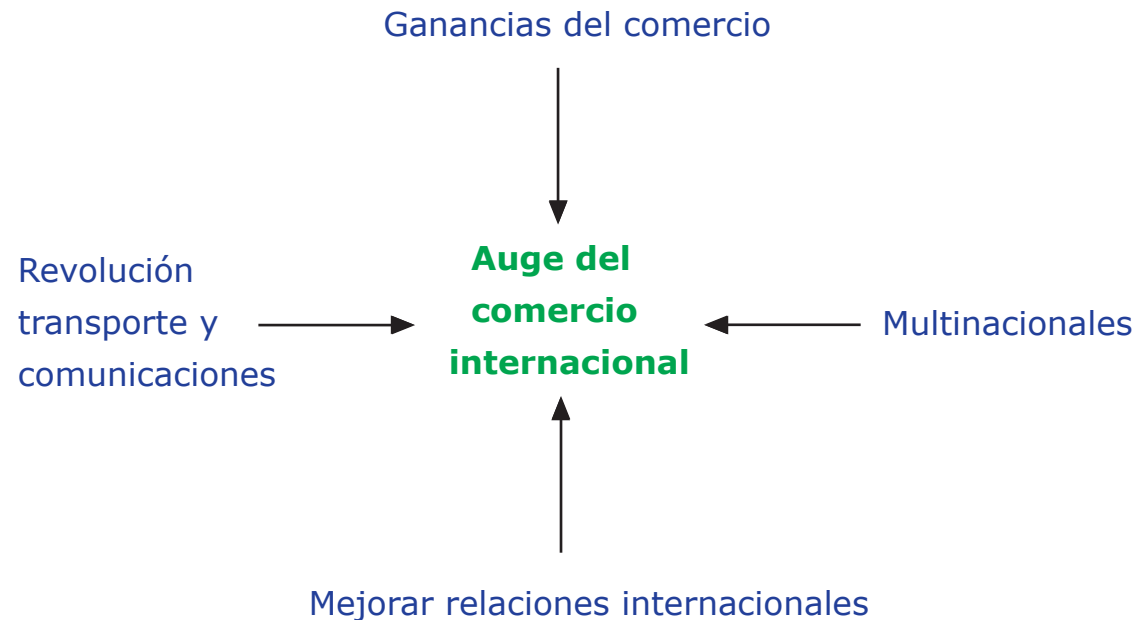 Ganancias del comercio
Auge del
comercio
internacional
Revolución
transporte y
comunicaciones
Multinacionales
Mejorar relaciones internacionales